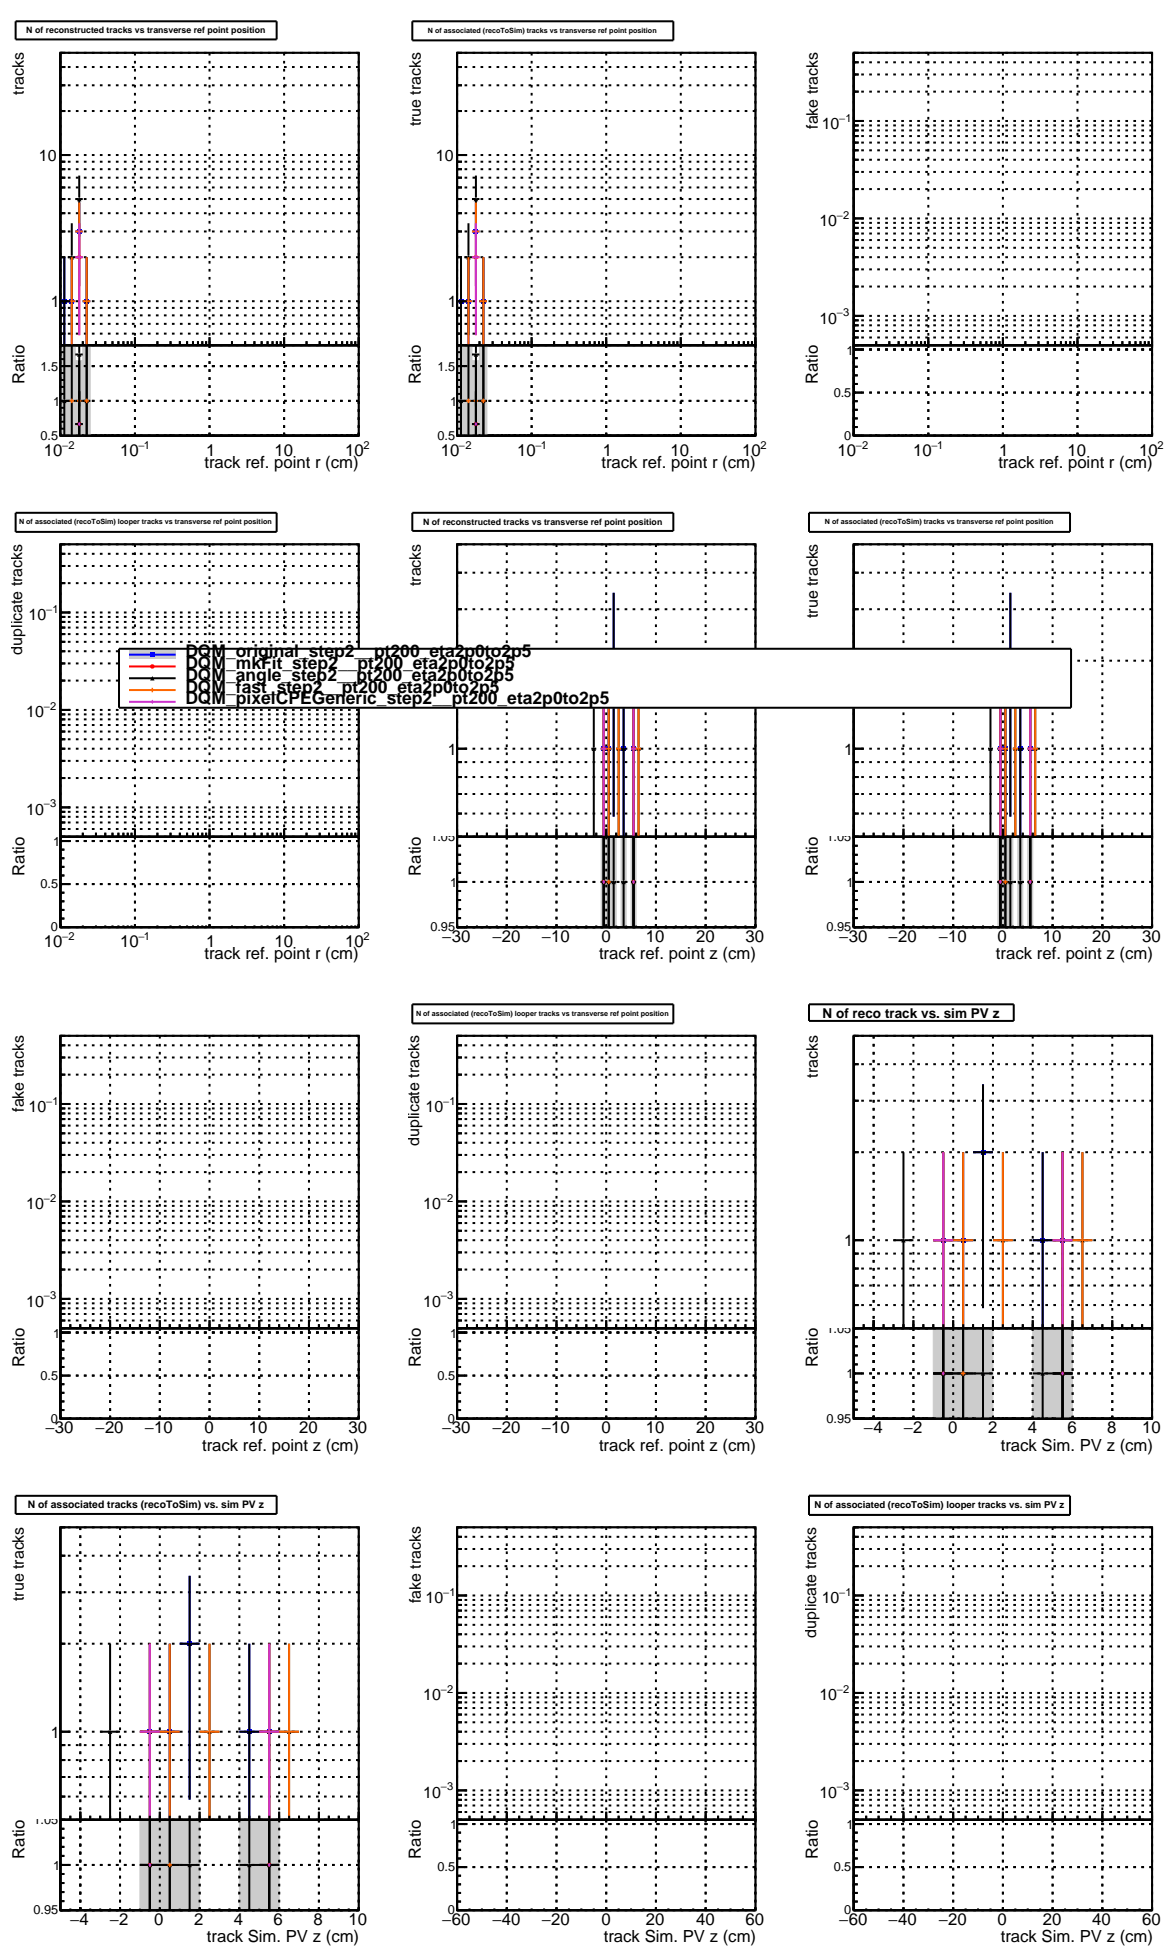 N of reconstructed tracks vs transverse ref point position
tracks
10
1
Ratio
1.5
1
0.5
10−2 10−1 1 10 102
track ref. point r (cm)
N of associated (recoToSim) tracks vs transverse ref point position
true tracks
10
1
Ratio
1.5
1
0.5
10−2 10−1 1 10 102
track ref. point r (cm)
fake tracks
10−1
10−2
10−3
Ratio
1
0.5
0
10−2 10−1 1 10 102
track ref. point r (cm)
N of associated (recoToSim) looper tracks vs transverse ref point position
duplicate tracks
10−1
10−2
10−3
Ratio
1
0.5
0
10−2 10−1 1 10 102
track ref. point r (cm)
N of reconstructed tracks vs transverse ref point position
tracks
1
Ratio
1.05
1
0.95
−30 −20 −10 0 10 20 30
track ref. point z (cm)
N of associated (recoToSim) tracks vs transverse ref point position
true tracks
1
Ratio
1.05
1
0.95
−30 −20 −10 0 10 20 30
track ref. point z (cm)
DQM_original_step2__pt200_eta2p0to2p5
DQM_mkFit_step2__pt200_eta2p0to2p5
DQM_angle_step2__pt200_eta2p0to2p5
DQM_fast_step2__pt200_eta2p0to2p5
DQM_pixelCPEGeneric_step2__pt200_eta2p0to2p5
fake tracks
10−1
10−2
10−3
Ratio
1
0.5
0
−30 −20 −10 0 10 20 30
track ref. point z (cm)
N of associated (recoToSim) looper tracks vs transverse ref point position
duplicate tracks
10−1
10−2
10−3
Ratio
1
0.5
0
−30 −20 −10 0 10 20 30
track ref. point z (cm)
N of reco track vs. sim PV z
tracks
1
Ratio
1.05
1
0.95
−4 −2 0 2 4 6 8 10
track Sim. PV z (cm)
N of associated tracks (recoToSim) vs. sim PV z
true tracks
1
Ratio
1.05
1
0.95
−4 −2 0 2 4 6 8 10
track Sim. PV z (cm)
fake tracks
10−1
10−2
10−3
Ratio
1
0.5
0
−60 −40 −20 0 20 40 60
track Sim. PV z (cm)
N of associated (recoToSim) looper tracks vs. sim PV z
duplicate tracks
10−1
10−2
10−3
Ratio
1
0.5
0
−60 −40 −20 0 20 40 60
track Sim. PV z (cm)